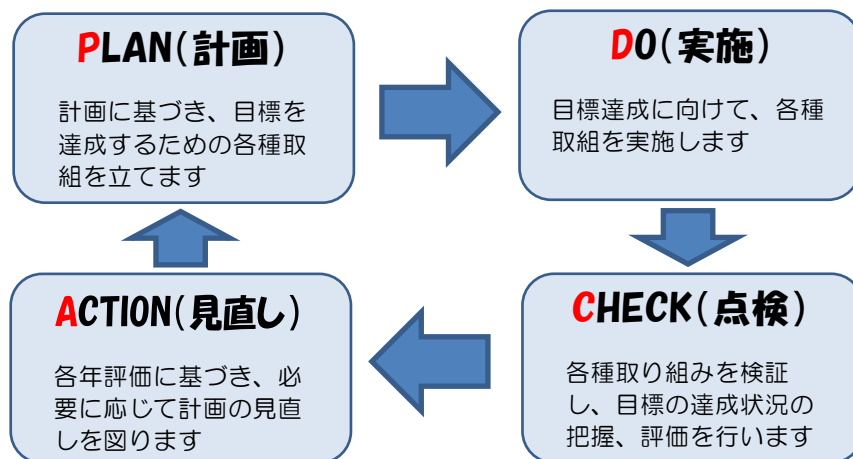 PLAN(計画)
計画に基づき、目標を
達成するための各種取
組を立てます
DO(実施)
目標達成に向けて、各種
取組を実施します
ACTION(見直し)
各年評価に基づき、必
要に応じて計画の見直
しを図ります
CHECK(点検)
各種取り組みを検証
し、目標の達成状況の
把握、評価を行います